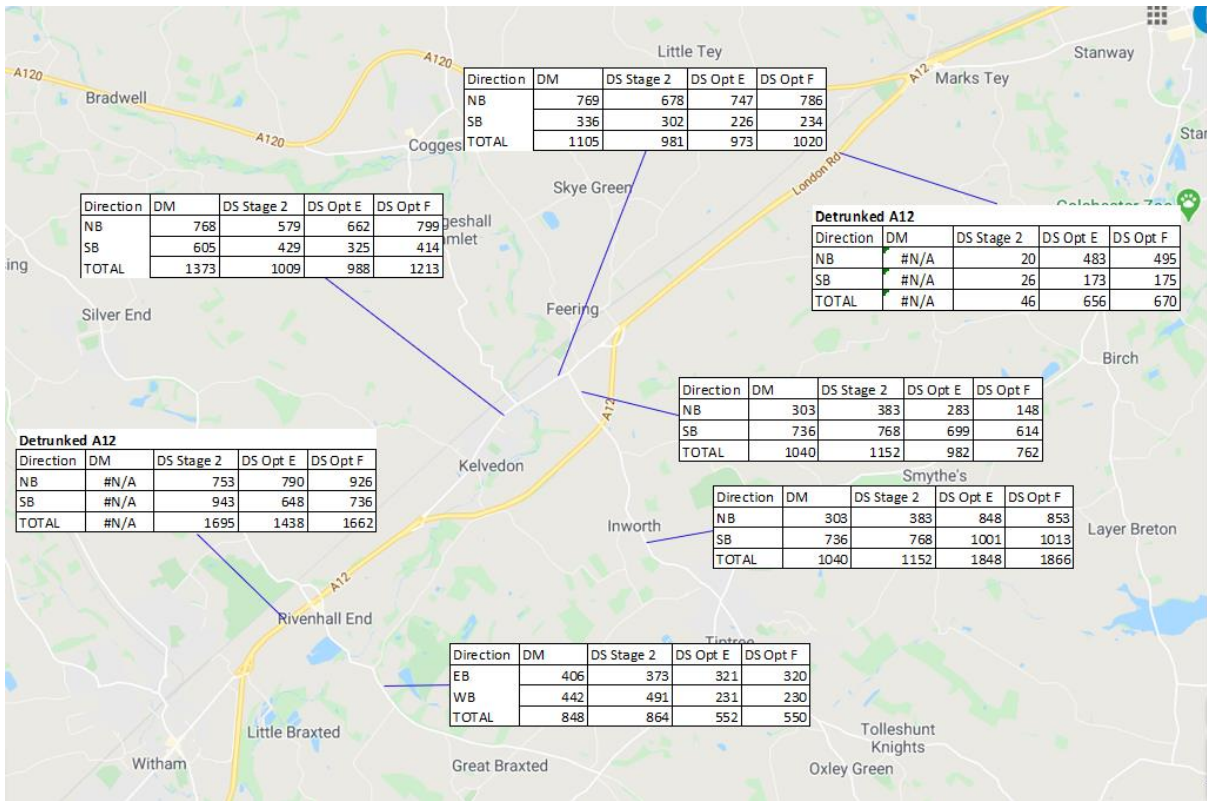 Little Tey
Stanway
A120
A120
A12
Marks Tey
Bradwell
Direction DM DS Stage 2 DS Opt E DS Opt F
NB 769 678 747 786
SB 336 302 226 234
TOTAL 1105 981 973 1020
A120
Cogges
Star
London Rd
Skye Green
Direction DM DS Stage 2 DS Opt E DS Opt F
NB 768 579 662 799
SB 605 429 325 414
TOTAL 1373 1009 988 1213
geshall
mlet
Colchester Zoo
Detrunked A12
Direction DM DS Stage 2 DS Opt E DS Opt F
NB #N/A 20 483 495
SB #N/A 26 173 175
TOTAL #N/A 46 656 670
ing
Silver End
Feering
Birch
Direction DM DS Stage 2 DS Opt E DS Opt F
NB 303 383 283 148
SB 736 768 699 614
TOTAL 1040 1152 982 762
A12
Detrunked A12
Direction DM DS Stage 2 DS Opt E DS Opt F
NB #N/A 753 790 926
SB #N/A 943 648 736
TOTAL #N/A 1695 1438 1662
Kelvedon
Smythe's
Direction DM DS Stage 2 DS Opt E DS Opt F
NB 303 383 848 853
SB 736 768 1001 1013
TOTAL 1040 1152 1848 1866
Inworth
Layer Breton
A12
Rivenhall End
Tiptree
Direction DM DS Stage 2 DS Opt E DS Opt F
EB 406 373 321 320
WB 442 491 231 230
TOTAL 848 864 552 550
Little Braxted
Tolleshunt
Knights
Witham
Great Braxted
Oxley Green